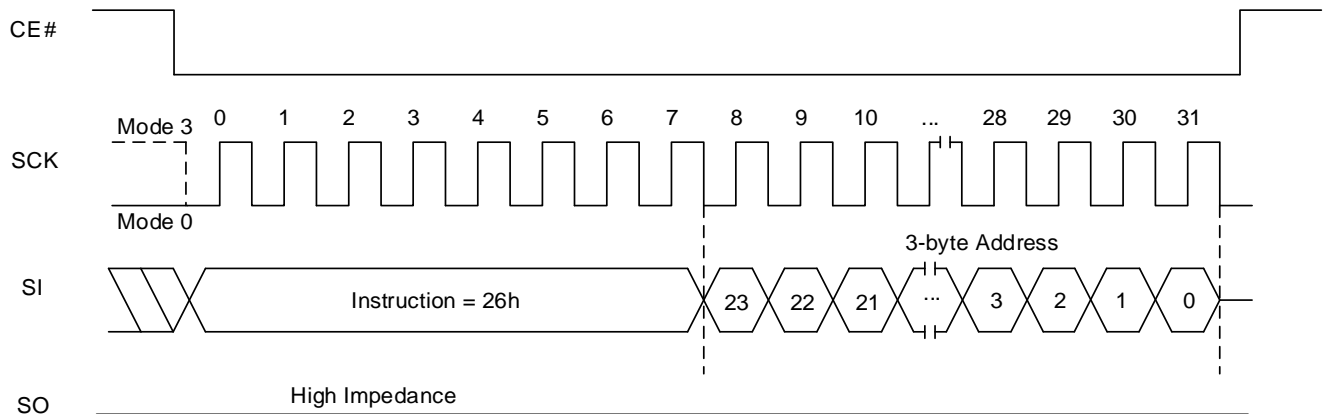 CE#
Mode 3 0 1 2 3 4 5 6 7 8 9 10 ... 28 29 30 31
SCK
Mode 0
3-byte Address
SI Instruction = 26h 23 22 21 ... 3 2 1 0
High Impedance
SO